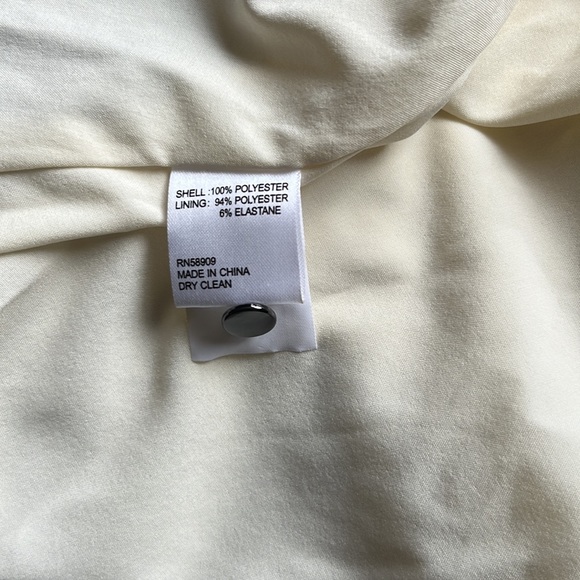 SHELL :100% POLYESTER
LINING: 94% POLYESTER
6% ELASTANE
RN58909
MADE IN CHINA
DRY CLEAN